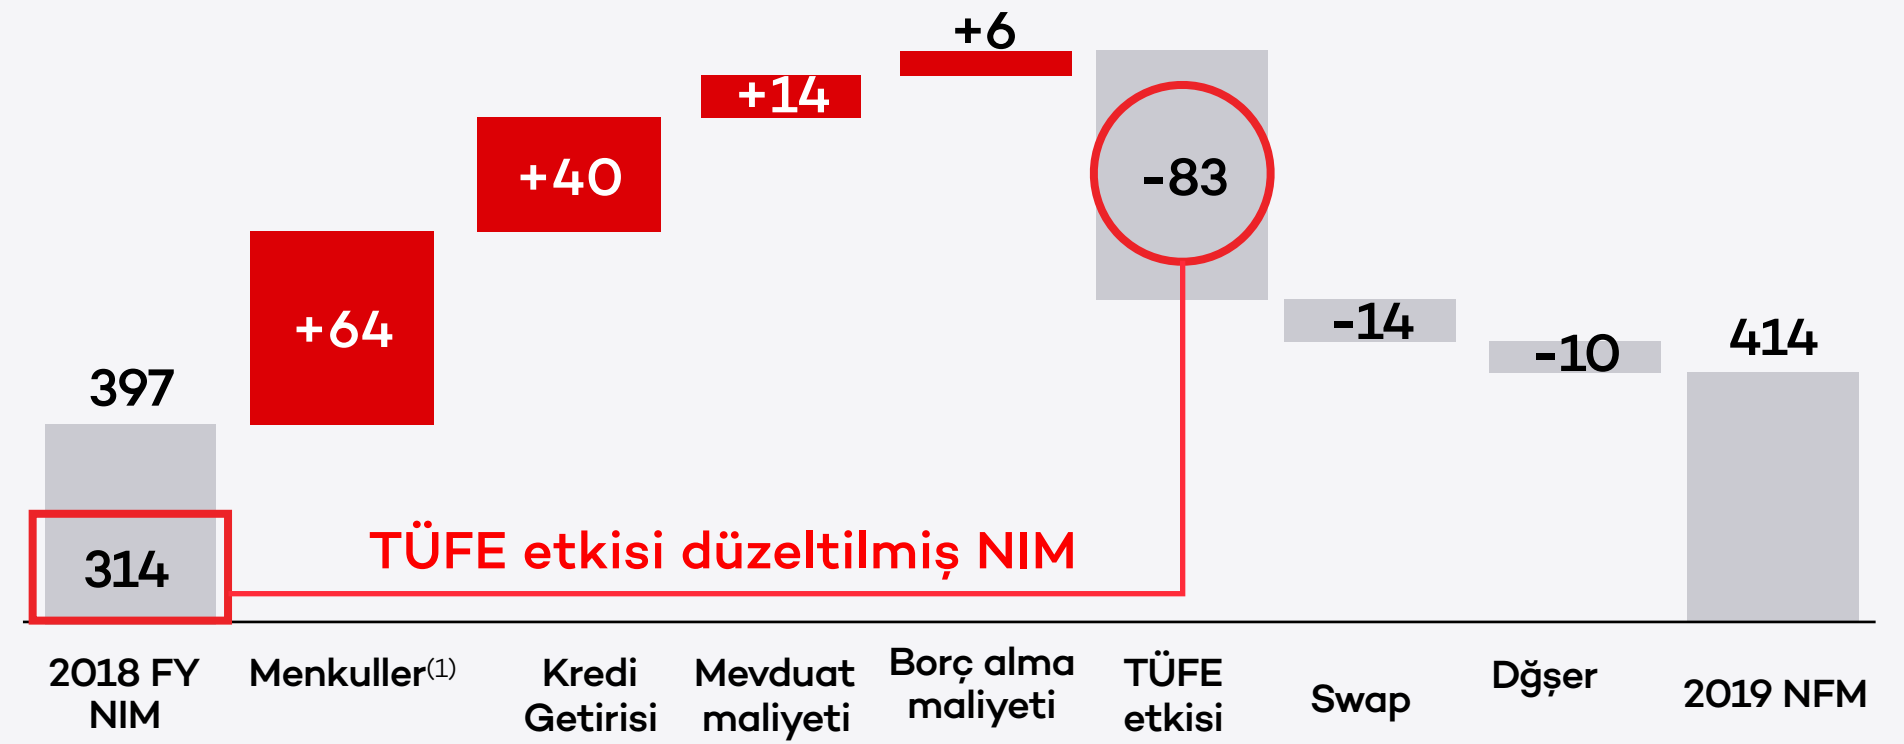 +6
+14
+40
-83
+64
-14
-10
414
397
314
TÜFE etkisi düzeltilmiş NIM
2018 FY
NIM
Menkuller(1)
Kredi
Getirisi
Mevduat
maliyeti
Borç alma
maliyeti
TÜFE
etkisi
Swap
Dğşer
2019 NFM